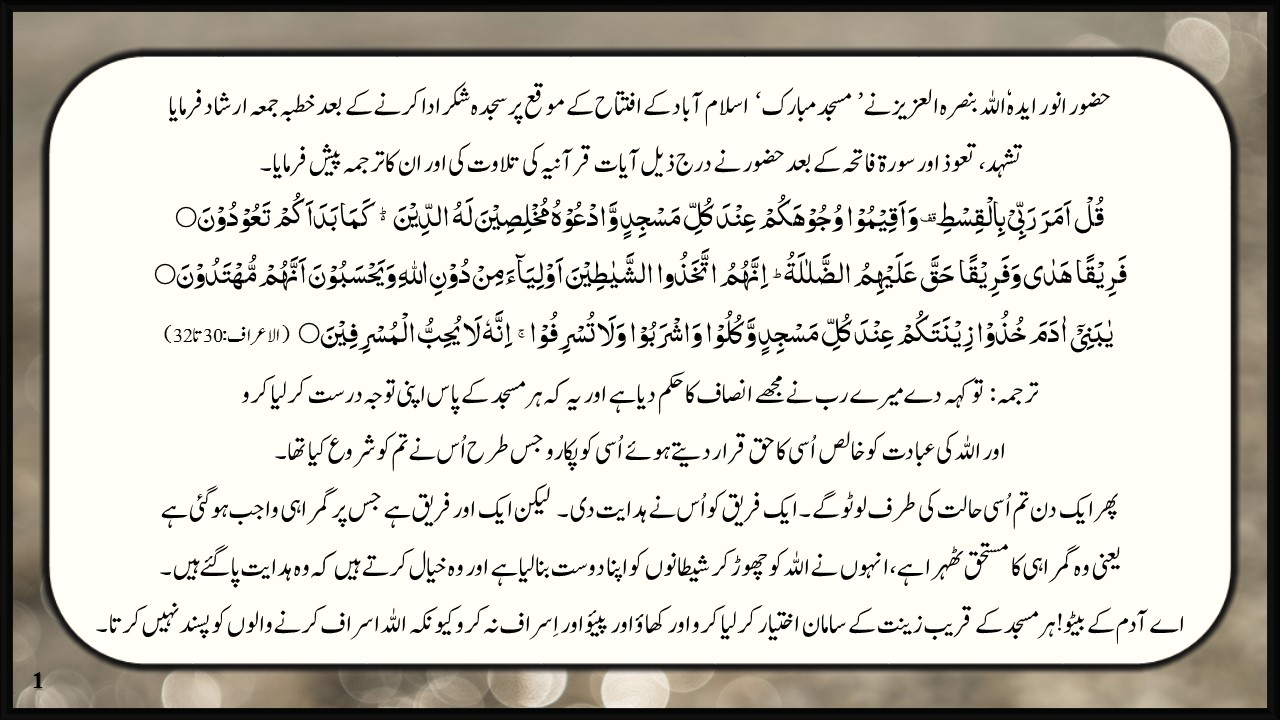 حضور انور ایدہٗ اللہ بنصرہ العزیز نے ’مسجد مبارک‘ اسلام آباد کے افتتاح کے موقع پر سجدہ شکر ادا کرنے کے بعد خطبہ جمعہ ارشاد فرمایا
تشہد، تعوذ اور سورۃ فاتحہ کے بعد حضور نے درج ذیل آیات قرآنیہ کی تلاوت کی اور ان کا ترجمہ پیش فرمایا۔
قُلْ اَمَرَ رَبِّیْ بِالْقِسْطِ ۟ قف وَاَقِیْمُوْا وُجُوْھَکُمْ عِنْدَ کُلِّ مَسْجِدٍ وَّادْعُوْہُ مُخْلِصِیْنَ لَہُ الدِّیْنَ ؕ کَمَا بَدَاَ کُمْ تَعُوْدُوْنَ○
فَرِیْقًا ھَدٰی وَفَرِیْقًا حَقَّ عَلَیْھِمُ الضَّلٰلَۃُ ؕ اِنَّھُمُ اتَّخَذُوا الشَّیٰطِیْنَ اَوْلِیَآءَ مِنْ دُوْنِ اللّٰہِ وَیَحْسَبُوْنَ اَنَّھُمْ مُّھْتَدُوْنَ○
یٰبَنِیْٓ اٰدَمَ خُذُوْا زِیْنَتَکُمْ عِنْدَ کُلِّ مَسْجِدٍ وَّکُلُوْا وَاشْرَبُوْا وَلَا تُسْرِفُوْا ۚ اِنَّہٗ لَا یُحِبُّ الْمُسْرِفِیْنَ○ (الاعراف:30تا32)
ترجمہ: تو کہہ دے میرے رب نے مجھے انصاف کا حکم دیا ہے اور یہ کہ ہر مسجد کے پاس اپنی توجہ درست کر لیا کرو
اور اللہ کی عبادت کو خالص اُسی کا حق قرار دیتے ہوئے اُسی کو پکارو جس طرح اُس نے تم کو شروع کیا تھا۔
پھر ایک دن تم اُسی حالت کی طرف لوٹو گے۔ ایک فریق کو اُس نے ہدایت دی۔ لیکن ایک اور فریق ہے جس پر گمراہی واجب ہوگئی ہے
یعنی وہ گمراہی کا مستحق ٹھہرا ہے، انہوں نے اللہ کو چھوڑ کر شیطانوں کو اپنا دوست بنا لیا ہے اور وہ خیال کرتے ہیں کہ وہ ہدایت پا گئے ہیں۔
اے آدم کے بیٹو! ہر مسجد کے قریب زینت کے سامان اختیار کر لیا کرو اور کھاؤ اور پیئو اور اِسراف نہ کرو کیونکہ اللہ اسراف کرنے والوں کو پسند نہیں کرتا۔
1